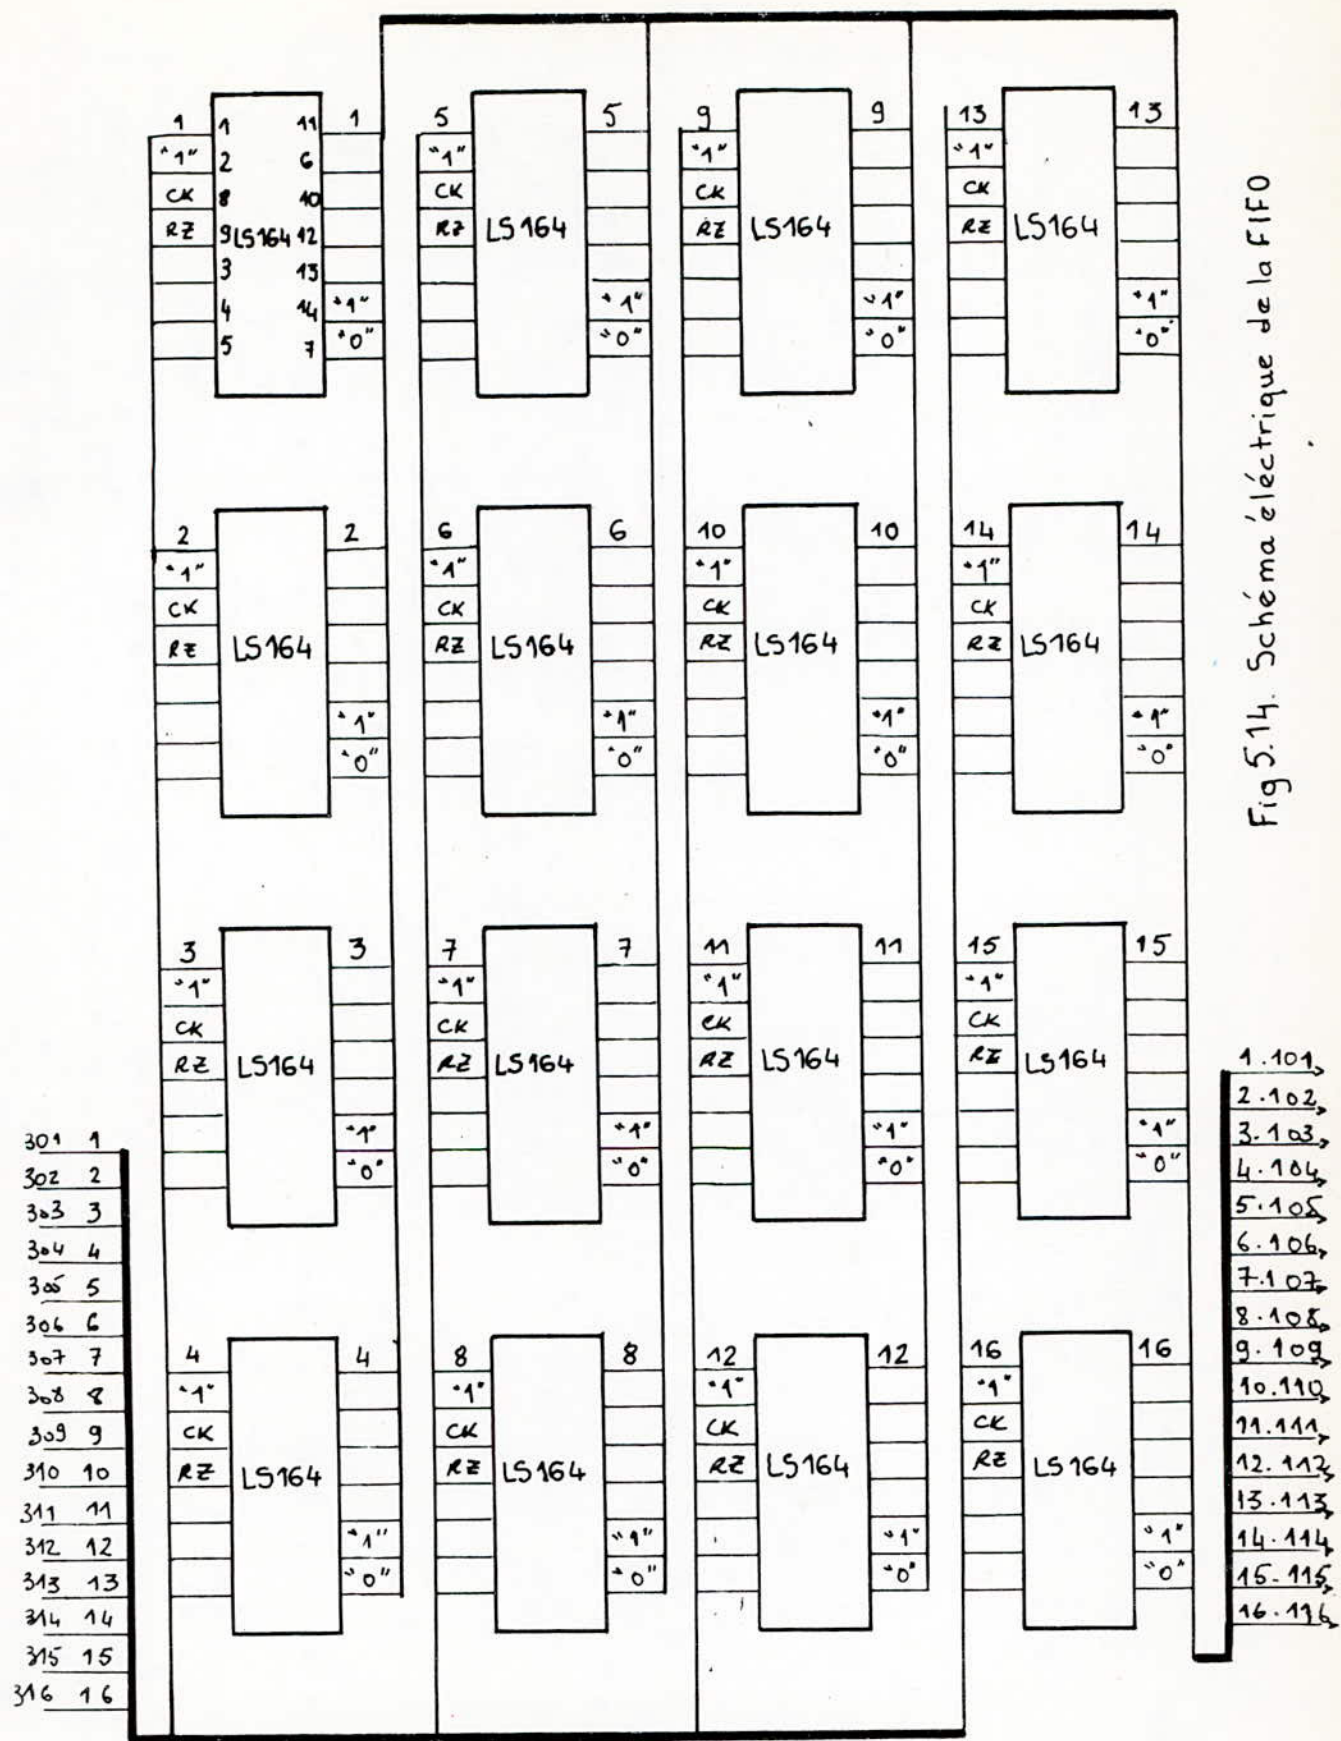 1 1 5 5 9 9 13 13
1 11
"1" 2 6 "1" "1" "1"
CK 8 10 CK CK CK
RZ 9 LS164 12 RZ LS164 RZ LS164 RZ LS164
3 13
4 14 "1" "1" "1" "1"
5 7 "0" "0" "0" "0"
2 2 6 6 10 10 14 14
"1" "1" "1" "1"
CK CK CK CK
RZ LS164 RZ LS164 RZ LS164 RZ LS164
"1" "1" "1" "1"
"0" "0" "0" "0"
3 3 7 7 11 11 15 15
"1" "1" "1" "1"
CK CK CK CK
RZ LS164 RZ LS164 RZ LS164 RZ LS164
"1" "1" "1" "1"
"0" "0" "0" "0"
4 4 8 8 12 12 16 16
"1" "1" "1" "1"
CK CK CK CK
RZ LS164 RZ LS164 RZ LS164 RZ LS164
"1" "1" "1" "1"
"0" "0" "0" "0"
301 1
302 2
303 3
304 4
305 5
306 6
307 7
308 8
309 9
310 10
311 11
312 12
313 13
314 14
315 15
316 16
1.101
2.102
3.103
4.104
5.105
6.106
7.107
8.108
9.109
10.110
11.111
12.112
13.113
14.114
15.115
16.116
Fig 5.14. Schéma éléctrique de la FIFO